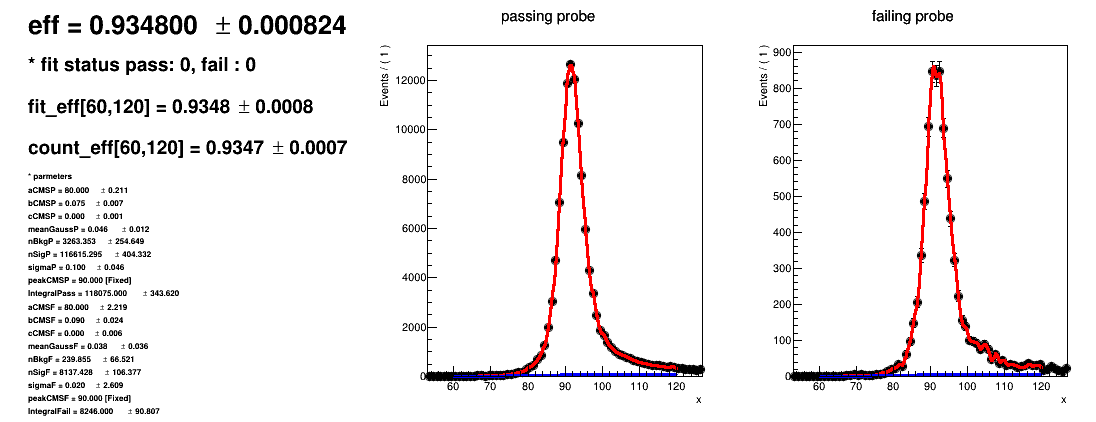 eff = 0.934800 ± 0.000824
* fit status pass: 0, fail : 0
fit_eff[60,120] = 0.9348 ± 0.0008
count_eff[60,120] = 0.9347 ± 0.0007
* parmeters
aCMSP = 80.000 ± 0.211
bCMSP = 0.075 ± 0.007
cCMSP = 0.000 ± 0.001
meanGaussP = 0.046 ± 0.012
nBkgP = 3263.353 ± 254.649
nSigP = 116615.295 ± 404.332
sigmaP = 0.100 ± 0.046
peakCMSP = 90.000 [Fixed]
IntegralPass = 118075.000 ± 343.620
aCMSF = 80.000 ± 2.219
bCMSF = 0.090 ± 0.024
cCMSF = 0.000 ± 0.006
meanGaussF = 0.038 ± 0.036
nBkgF = 239.855 ± 66.521
nSigF = 8137.428 ± 106.377
sigmaF = 0.020 ± 2.609
peakCMSF = 90.000 [Fixed]
IntegralFail = 8246.000 ± 90.807
passing probe
Events / ( 1 )
12000
10000
8000
6000
4000
2000
0
60 70 80 90 100 110 120
x
failing probe
Events / ( 1 )
900
800
700
600
500
400
300
200
100
0
60 70 80 90 100 110 120
x